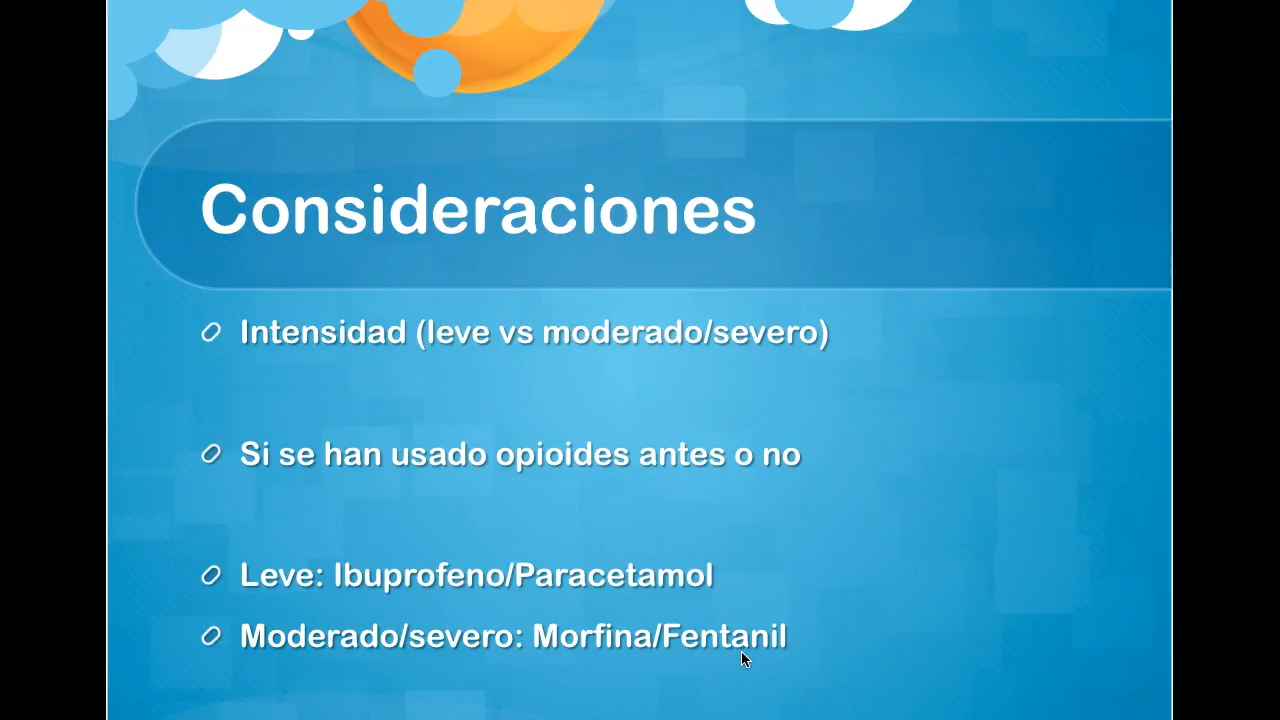 Consideraciones
Intensidad (leve vs moderado/severo)
Si se han usado opioides antes o no
Leve: Ibuprofeno/Paracetamol
Moderado/severo: Morfina/Fentanil